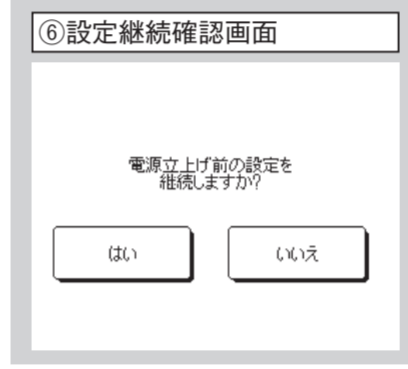 ⑥設定継続確認画面
電源立上げ前の設定を
継続しますか?
はい
いいえ